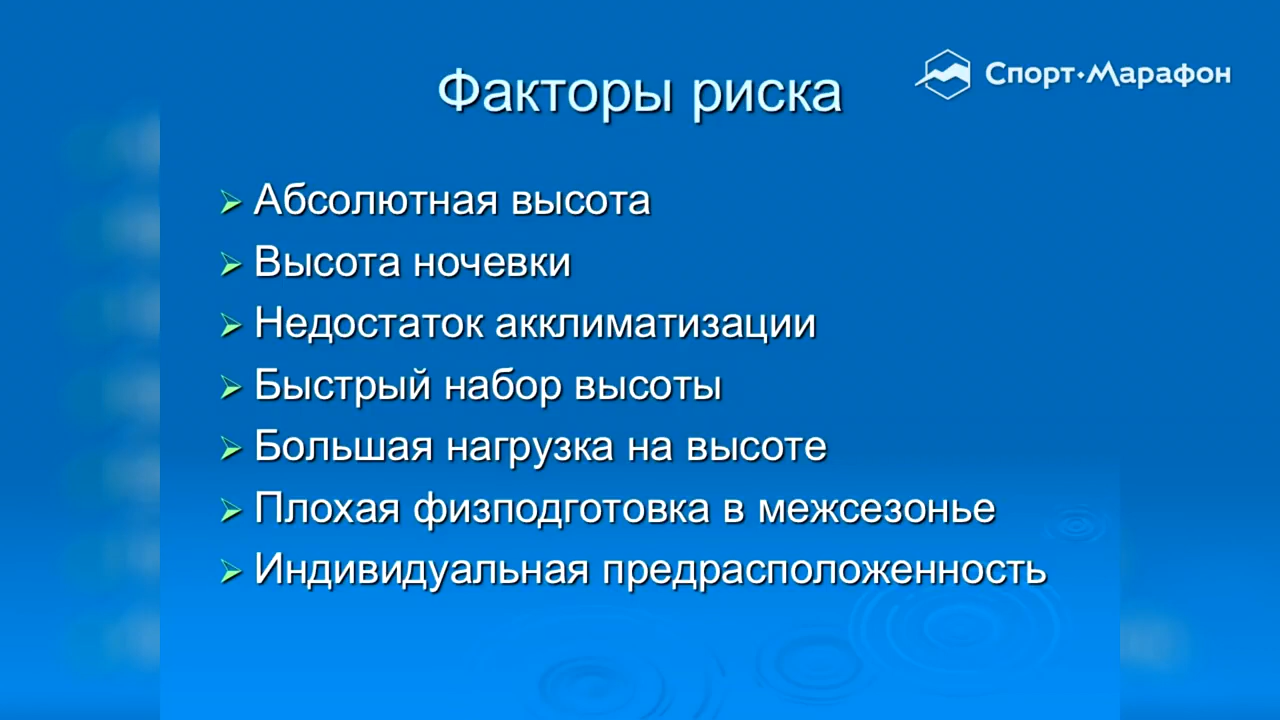 Факторы риска
Спорт-Марафон
Абсолютная высота
Высота ночевки
Недостаток акклиматизации
Быстрый набор высоты
Большая нагрузка на высоте
Плохая физподготовка в межсезонье
Индивидуальная предрасположенность